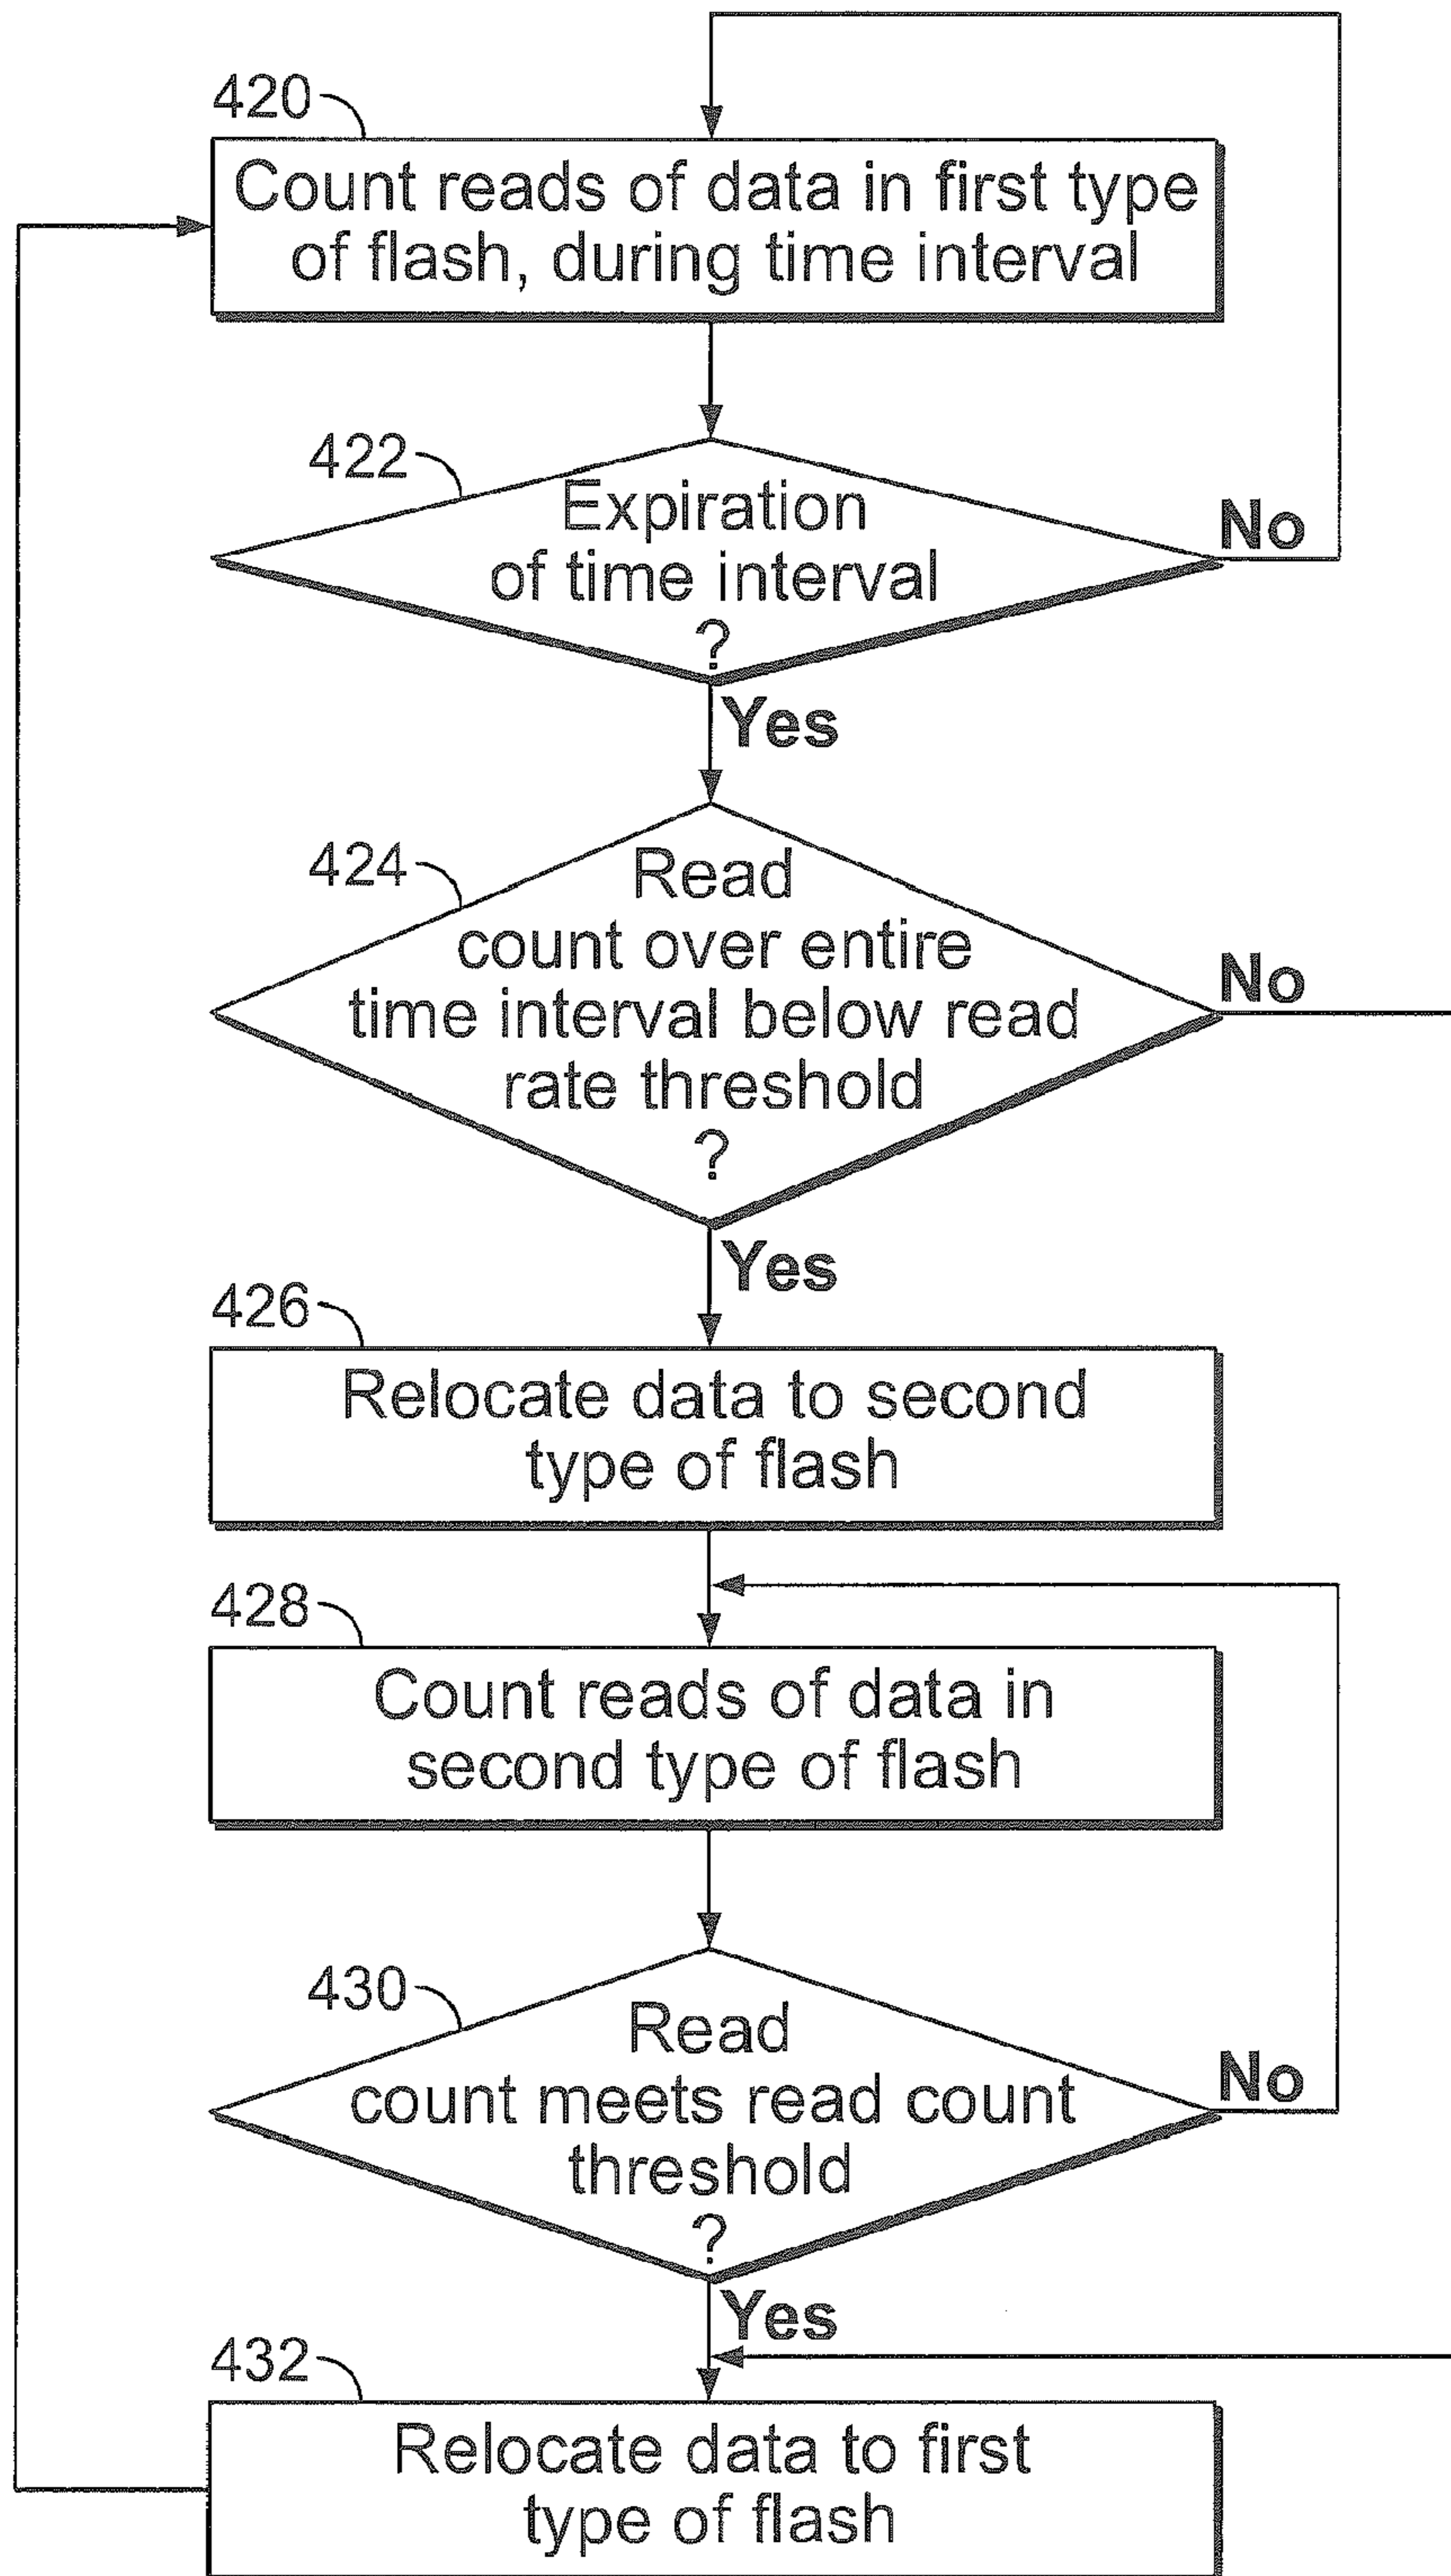 420
Count reads of data in first type
of flash, during time interval
422
Expiration
of time interval
?
No
Yes
424
Read
count over entire
time interval below read
rate threshold
?
No
Yes
426
Relocate data to second
type of flash
428
Count reads of data in
second type of flash
430
Read
count meets read count
threshold
?
No
Yes
432
Relocate data to first
type of flash